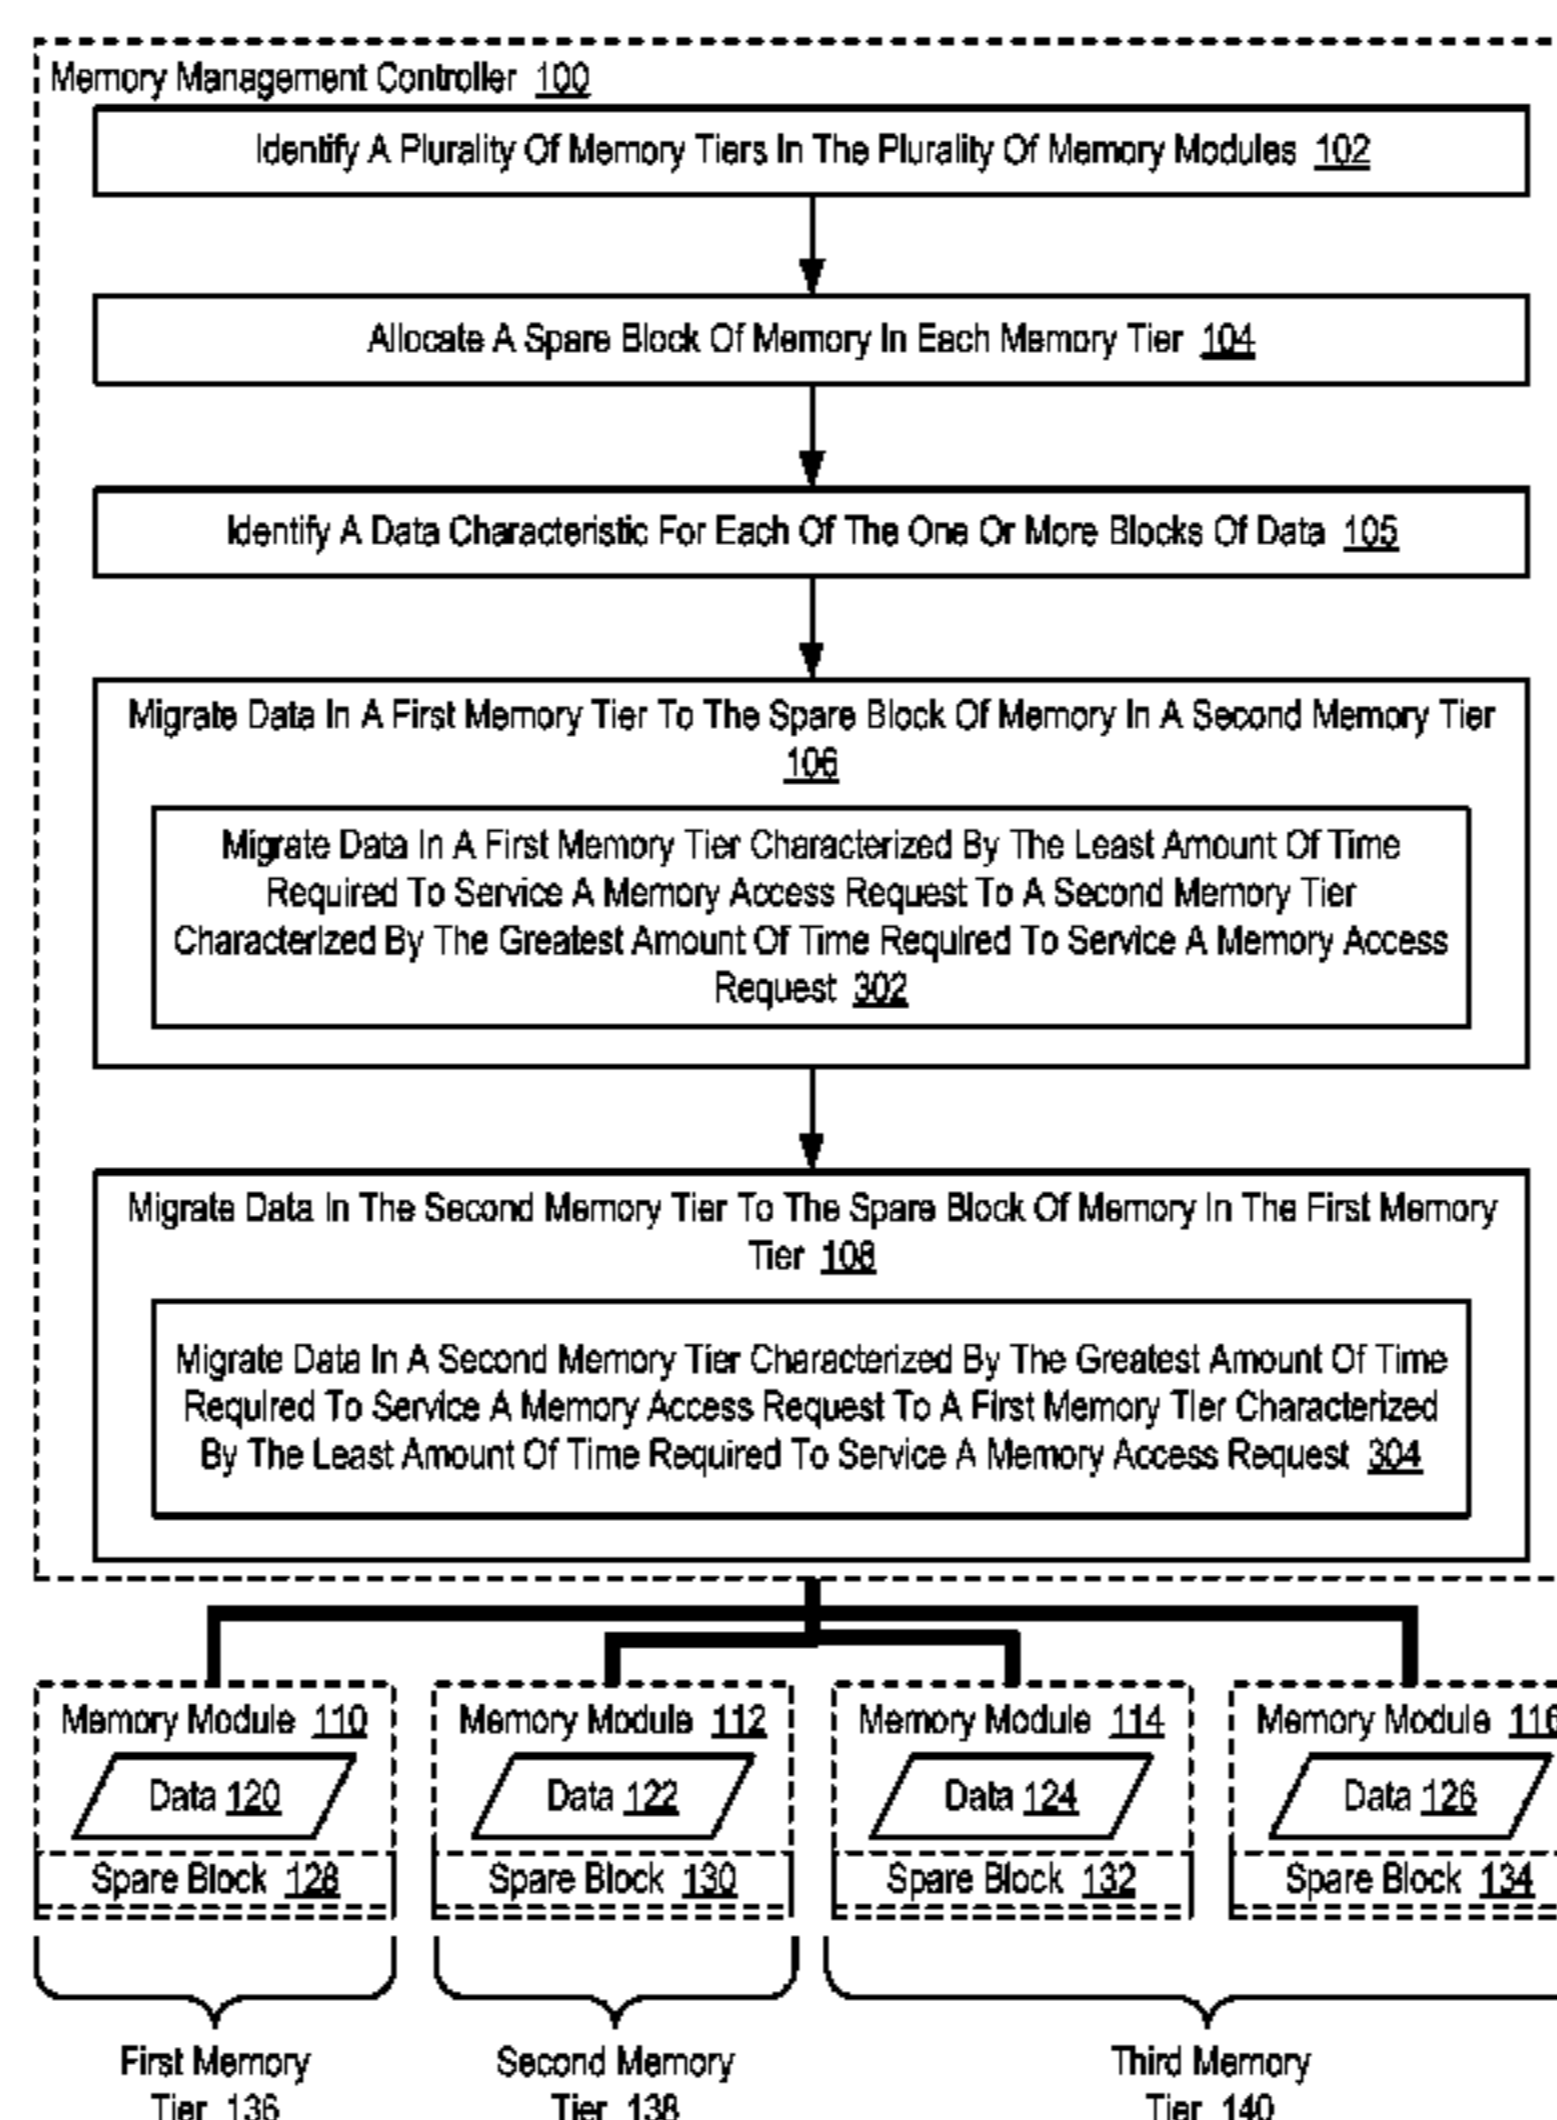 Memory Management Controller 100
Identify A Plurality Of Memory Tiers In The Plurality Of Memory Modules 102
Allocate A Spare Block Of Memory In Each Memory Tier 104
Identify A Data Characteristic For Each Of The One Or More Blocks Of Data 105
Migrate Data In A First Memory Tier To The Spare Block Of Memory In A Second Memory Tier
106
Migrate Data In A First Memory Tier Characterized By The Least Amount Of Time
Required To Service A Memory Access Request To A Second Memory Tier
Characterized By The Greatest Amount Of Time Required To Service A Memory Access
Request 302
Migrate Data In The Second Memory Tier To The Spare Block Of Memory In The First Memory
Tier 108
Migrate Data In A Second Memory Tier Characterized By The Greatest Amount Of Time
Required To Service A Memory Access Request To A First Memory Tier Characterized
By The Least Amount Of Time Required To Service A Memory Access Request 304
Memory Module 110 Memory Module 112 Memory Module 114 Memory Module 116
Data 120 Data 122 Data 124 Data 126
Spare Block 128 Spare Block 130 Spare Block 132 Spare Block 134
First Memory Second Memory Third Memory
Tier 136 Tier 138 Tier 140